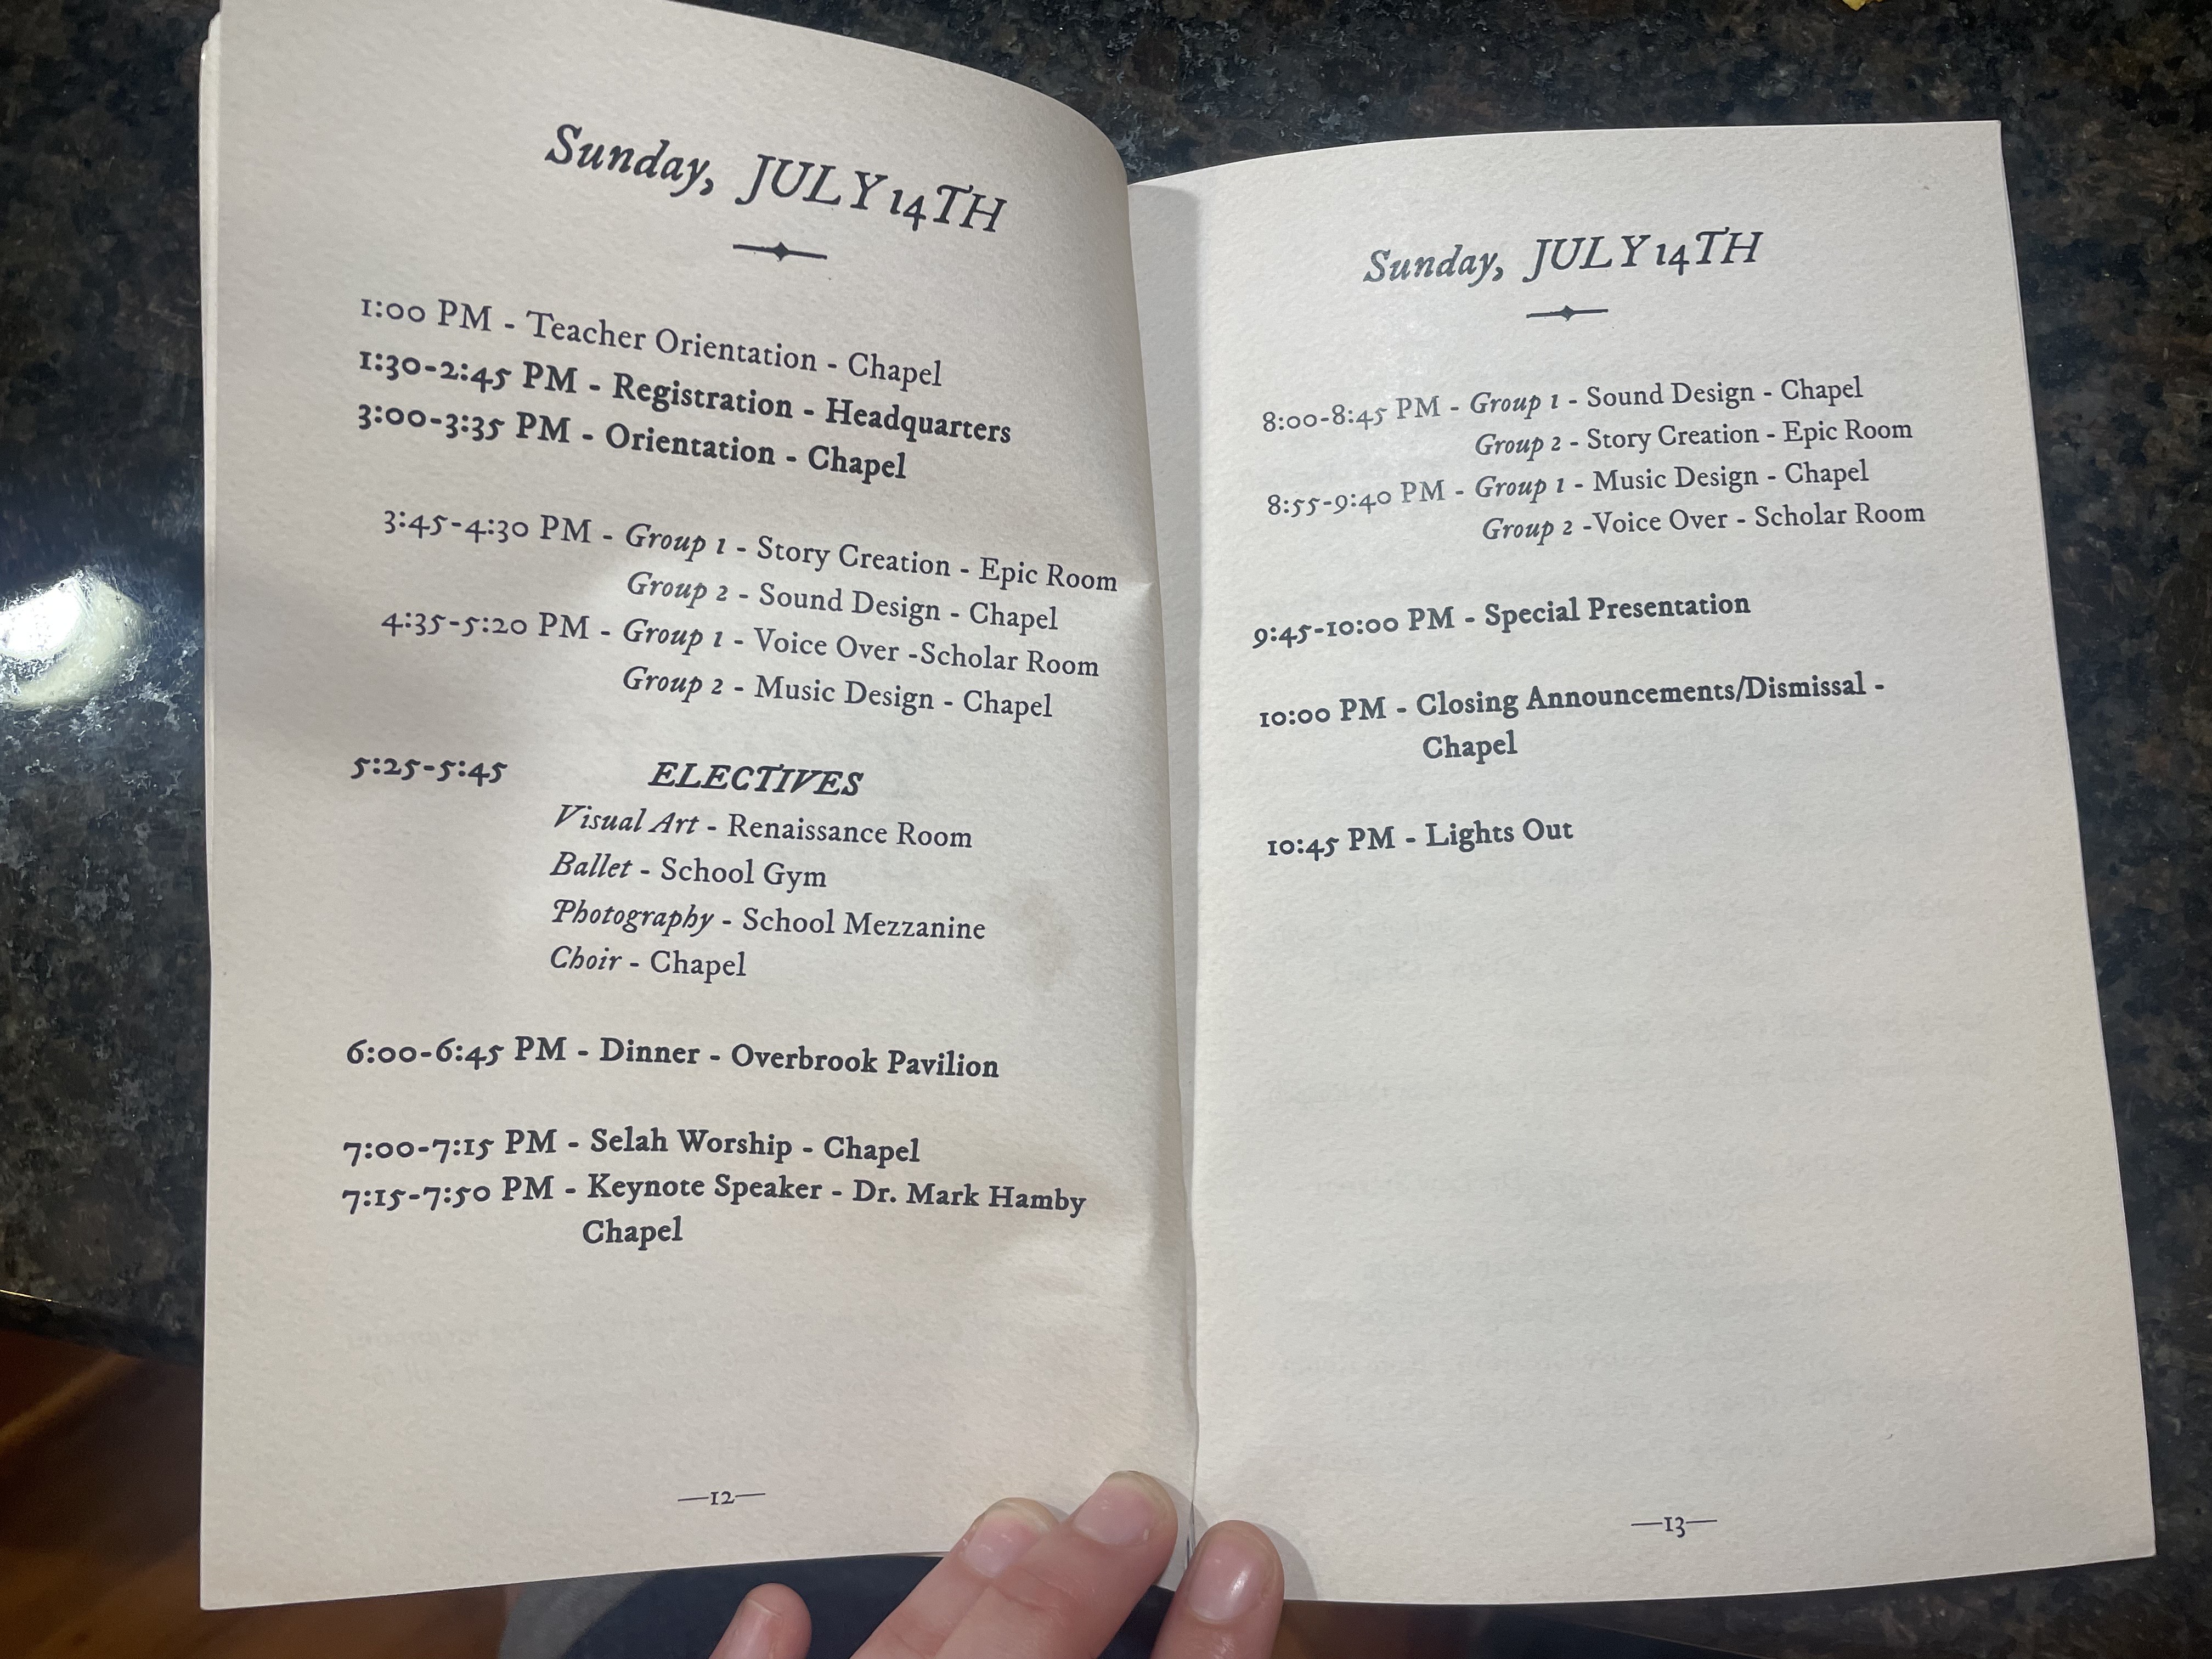 Sunday, JULY 14TH
1:00 PM - Teacher Orientation - Chapel
1:30-2:45 PM - Registration - Headquarters
3:00-3:35 PM - Orientation - Chapel
3:45-4:30 PM - Group 1 - Story Creation - Epic Room
Group 2 - Sound Design - Chapel
4:35-5:20 PM - Group 1 - Voice Over -Scholar Room
Group 2 - Music Design - Chapel
5:25-5:45 ELECTIVES
Visual Art - Renaissance Room
Ballet - School Gym
Photography - School Mezzanine
Choir - Chapel
6:00-6:45 PM - Dinner - Overbrook Pavilion
7:00-7:15 PM - Selah Worship - Chapel
7:15-7:50 PM - Keynote Speaker - Dr. Mark Hamby
Chapel
—12—
Sunday, JULY 14TH
8:00-8:45 PM - Group 1 - Sound Design - Chapel
Group 2 - Story Creation - Epic Room
8:55-9:40 PM - Group 1 - Music Design - Chapel
Group 2 -Voice Over - Scholar Room
9:45-10:00 PM - Special Presentation
10:00 PM - Closing Announcements/Dismissal -
Chapel
10:45 PM - Lights Out
—13—